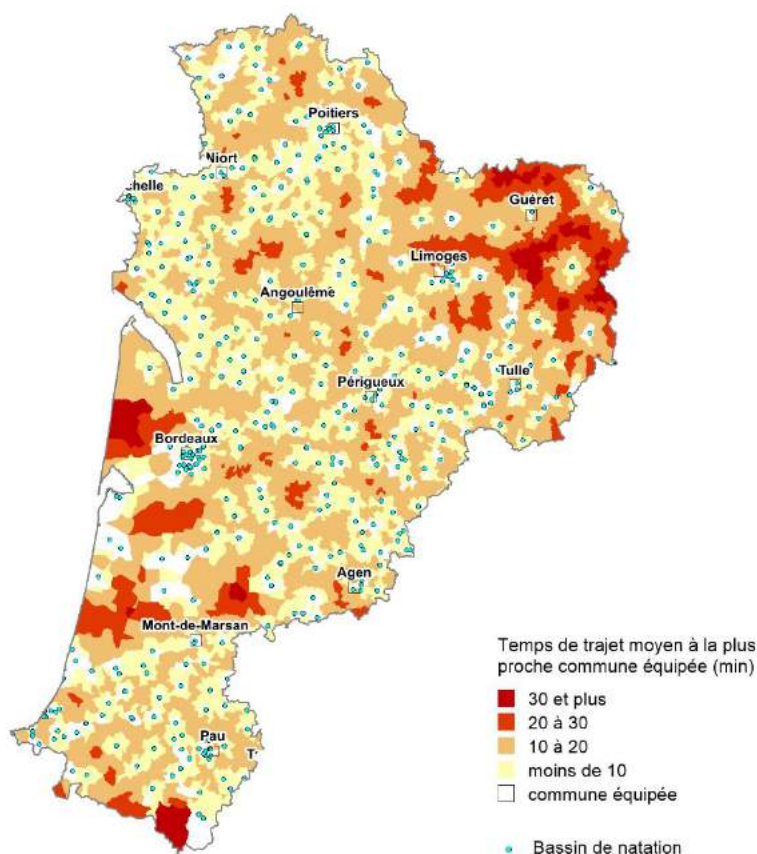 Poitiers
Niort
chelle
Guéret
Limoges
Angoulême
Périgueux
Tulle
Bordeaux
Agen
Mont-de-Marsan
Pau
T
Temps de trajet moyen à la plus
proche commune équipée (min)
30 et plus
20 à 30
10 à 20
moins de 10
commune équipée
Bassin de natation